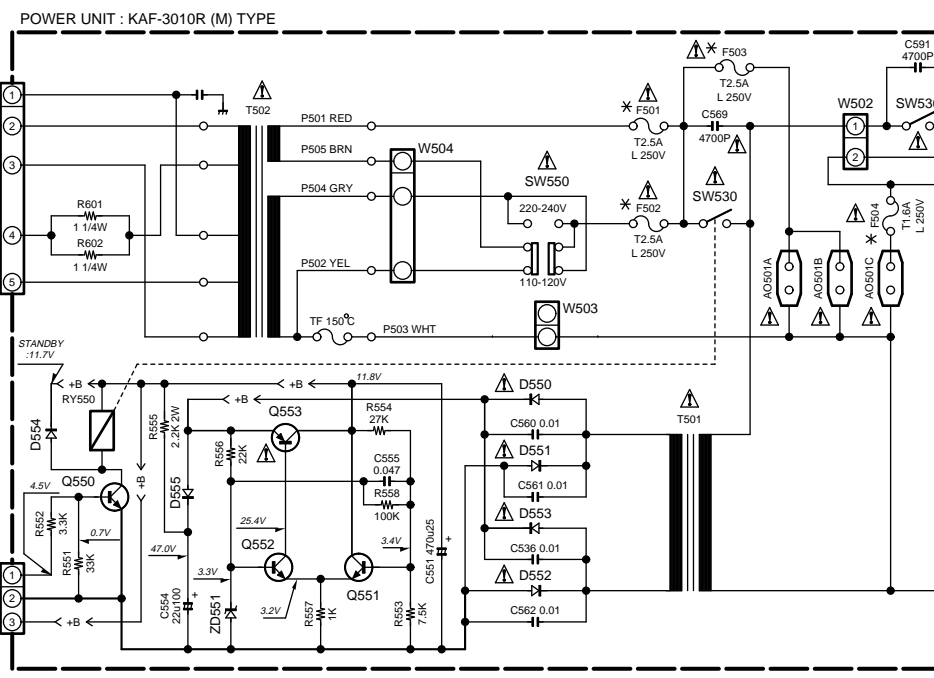 POWER UNIT : KAF-3010R (M) TYPE
C591
4700P
F503
T2.5A
L 250V
1
T502
P501 RED
F501
T2.5A
L 250V
C569
4700P
W502
SW530
1
2
2
P505 BRN
W504
SW550
3
P504 GRY
220-240V
F502
T2.5A
L 250V
SW530
F504
T1.6A
L 250V
R601
1 1/4W
4
R602
1 1/4W
P502 YEL
110-120V
AO501A
AO501B
AO501C
5
W503
TF 150°C
P503 WHT
STANDBY
:11.7V
+B
+B
11.8V
RY550
+B
D550
T501
D554
R555
2.2K 2W
Q553
R554
27K
C560 0.01
R556
22K
D551
C555
0.047
Q550
+B
D555
R558
100K
C561 0.01
4.5V
R552
3.3K
0.7V
25.4V
D553
R551
33K
47.0V
Q552
3.4V
C551 470u25
+
C536 0.01
1
3.3V
D552
Q551
2
C554
22u100
+
ZD551
3.2V
R557
1K
R553
7.5K
C562 0.01
3
+B